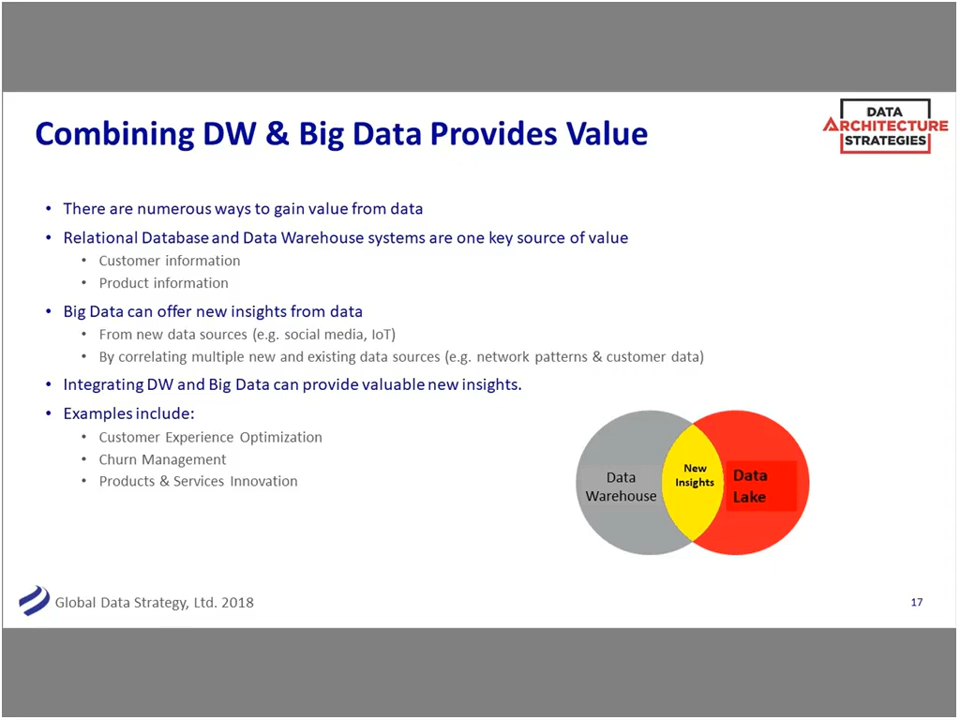 Combining DW & Big Data Provides Value
DATA
ARCHITECTURE
STRATEGIES
• There are numerous ways to gain value from data
• Relational Database and Data Warehouse systems are one key source of value
• Customer information
• Product information
• Big Data can offer new insights from data
• From new data sources (e.g. social media, IoT)
• By correlating multiple new and existing data sources (e.g. network patterns & customer data)
• Integrating DW and Big Data can provide valuable new insights.
• Examples include:
• Customer Experience Optimization
• Churn Management
• Products & Services Innovation
Data
Warehouse
New
Insights
Data
Lake
Global Data Strategy, Ltd. 2018
17